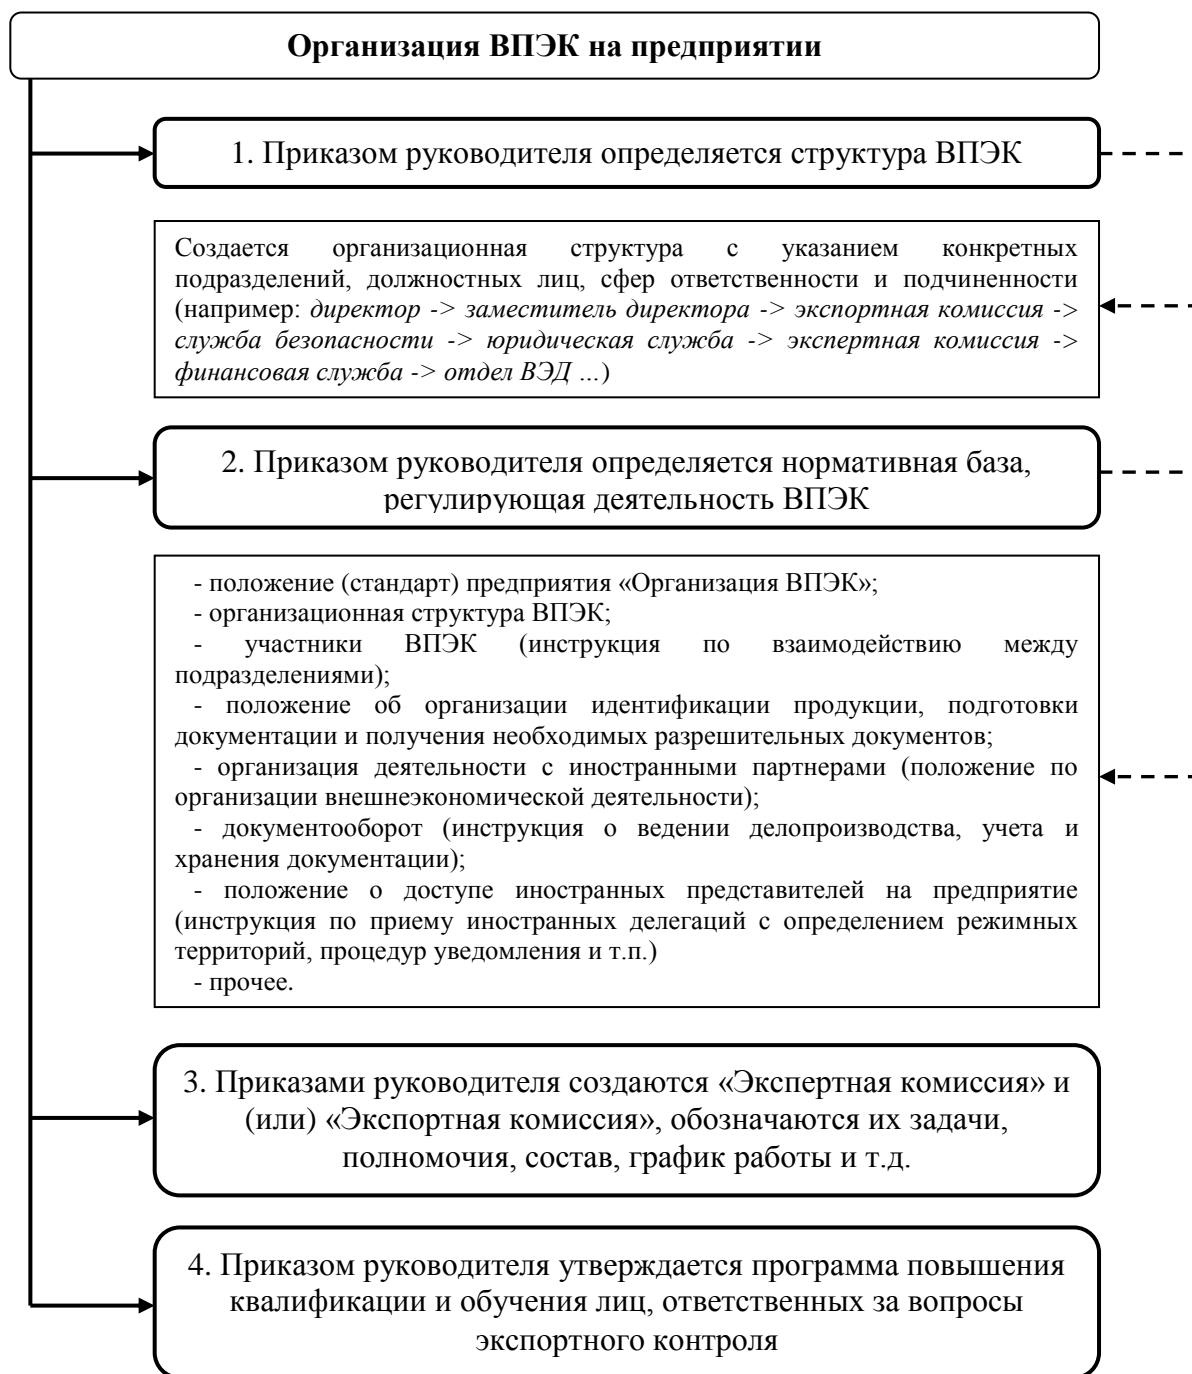 Организация ВПЭК на предприятии
1. Приказом руководителя определяется структура ВПЭК
Создается организационная структура с указанием конкретных
подразделений, должностных лиц, сфер ответственности и подчиненности
(например: директор -> заместитель директора -> экспортная комиссия ->
служба безопасности -> юридическая служба -> экспертная комиссия ->
финансовая служба -> отдел ВЭД ...)
2. Приказом руководителя определяется нормативная база,
регулирующая деятельность ВПЭК
- положение (стандарт) предприятия «Организация ВПЭК»;
- организационная структура ВПЭК;
- участники ВПЭК (инструкция по взаимодействию между
подразделениями);
- положение об организации идентификации продукции, подготовки
документации и получения необходимых разрешительных документов;
- организация деятельности с иностранными партнерами (положение по
организации внешнеэкономической деятельности);
- документооборот (инструкция о ведении делопроизводства, учета и
хранения документации);
- положение о доступе иностранных представителей на предприятие
(инструкция по приему иностранных делегаций с определением режимных
территорий, процедур уведомления и т.п.)
- прочее.
3. Приказами руководителя создаются «Экспертная комиссия» и
(или) «Экспортная комиссия», обозначаются их задачи,
полномочия, состав, график работы и т.д.
4. Приказом руководителя утверждается программа повышения
квалификации и обучения лиц, ответственных за вопросы
экспортного контроля